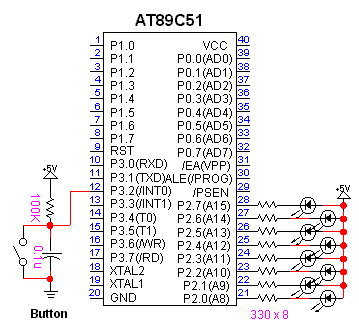 AT89C51
1 P1.0 VCC 40
2 P1.1 P0.0(AD0) 39
3 P1.2 P0.1(AD1) 38
4 P1.3 P0.2(AD2) 37
5 P1.4 P0.3(AD3) 36
6 P1.5 P0.4(AD4) 35
7 P1.6 P0.5(AD5) 34
8 P1.7 P0.6(AD6) 33
9 RST P0.7(AD7) 32
10 P3.0(RXD) /EA(VPP) 31
11 P3.1(TXD) ALE(/PROG) 30
12 P3.2(INT0) /PSEN 29
13 P3.3(INT1) P2.7(A15) 28
14 P3.4(T0) P2.6(A14) 27
15 P3.5(T1) P2.5(A13) 26
16 P3.6(/WR) P2.4(A12) 25
17 P3.7(/RD) P2.3(A11) 24
18 XTAL2 P2.2(A10) 23
19 XTAL1 P2.1(A9) 22
20 GND P2.0(A8) 21
+5V
100K
0.1u
Button
+5V
330 x 8